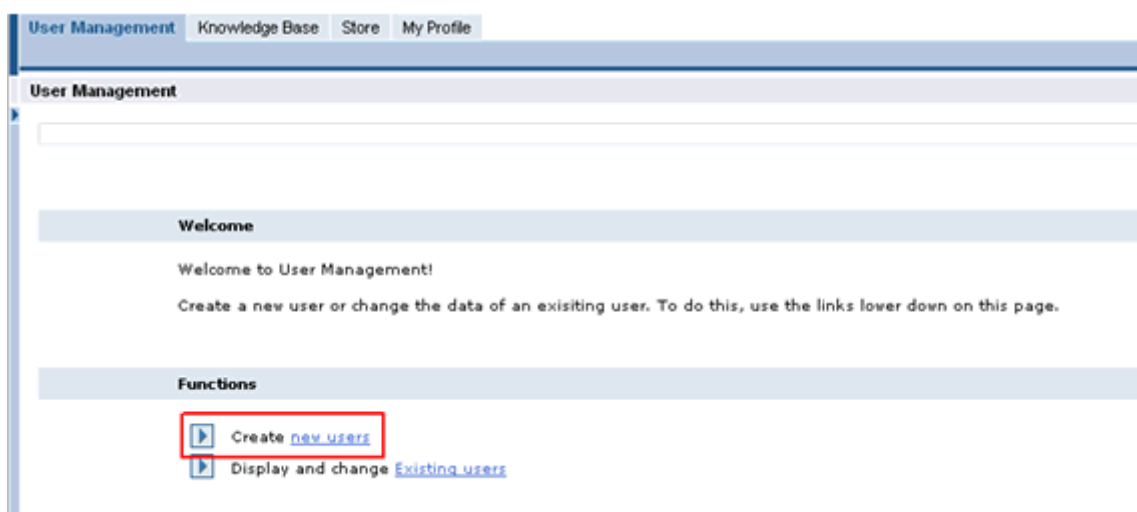 User Management Knowledge Base Store My Profile
User Management
Welcome
Welcome to User Management!
Create a new user or change the data of an exisiting user. To do this, use the links lower down on this page.
Functions
Create new users
Display and change Existing users